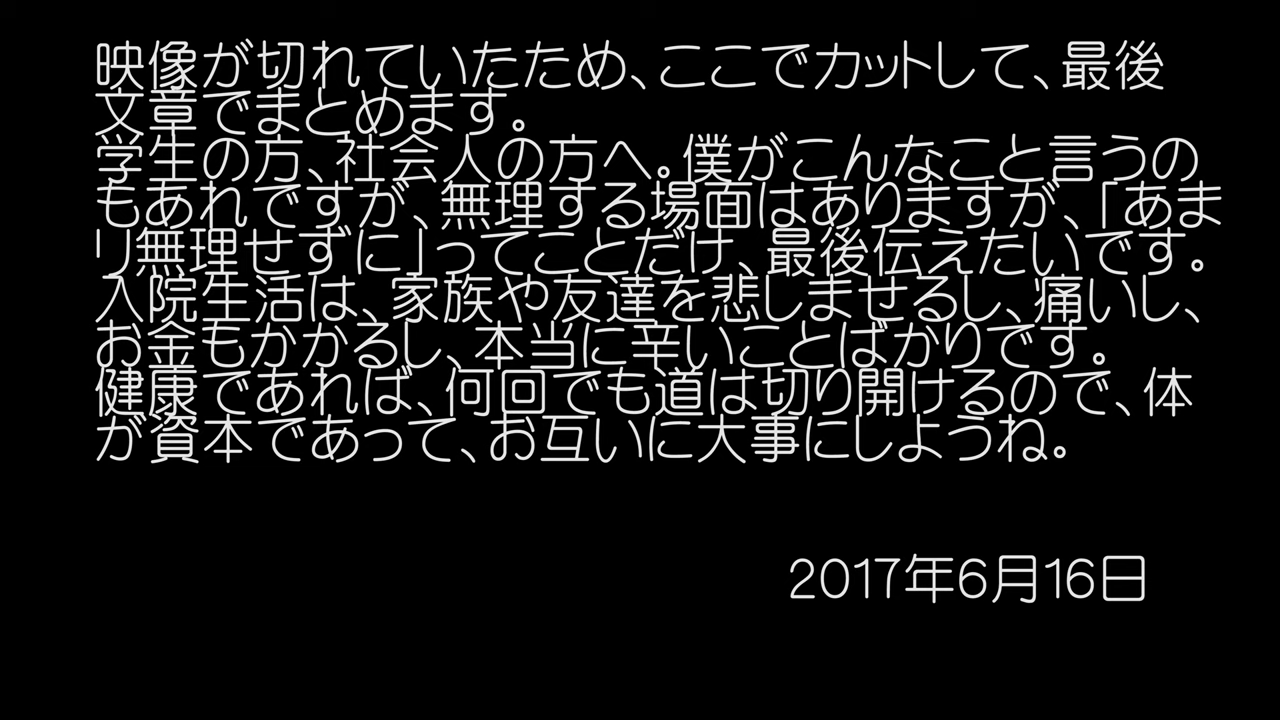 映像が切れていたため、ここでカットして、最後
文章でまとめます。
学生の方、社会人の方へ。僕がこんなこと言うの
もあれですが、無理する場面はありますが、「あま
り無理せずに」ってことだけ、最後伝えたいです。
入院生活は、家族や友達を悲しませるし、痛いし、
お金もかかるし、本当に辛いことばかりです。
健康であれば、何回でも道は切り開けるので、体
が資本であって、お互いに大事にしようね。
2017年6月16日